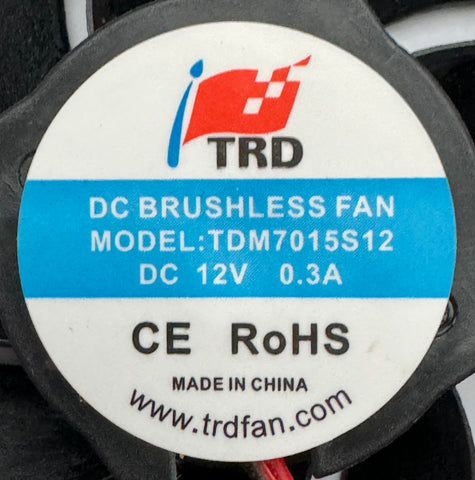 TRD
DC BRUSHLESS FAN
MODEL:TDM7015S12
DC 12V 0.3A
CE RoHS
MADE IN CHINA
www.trdfan.com